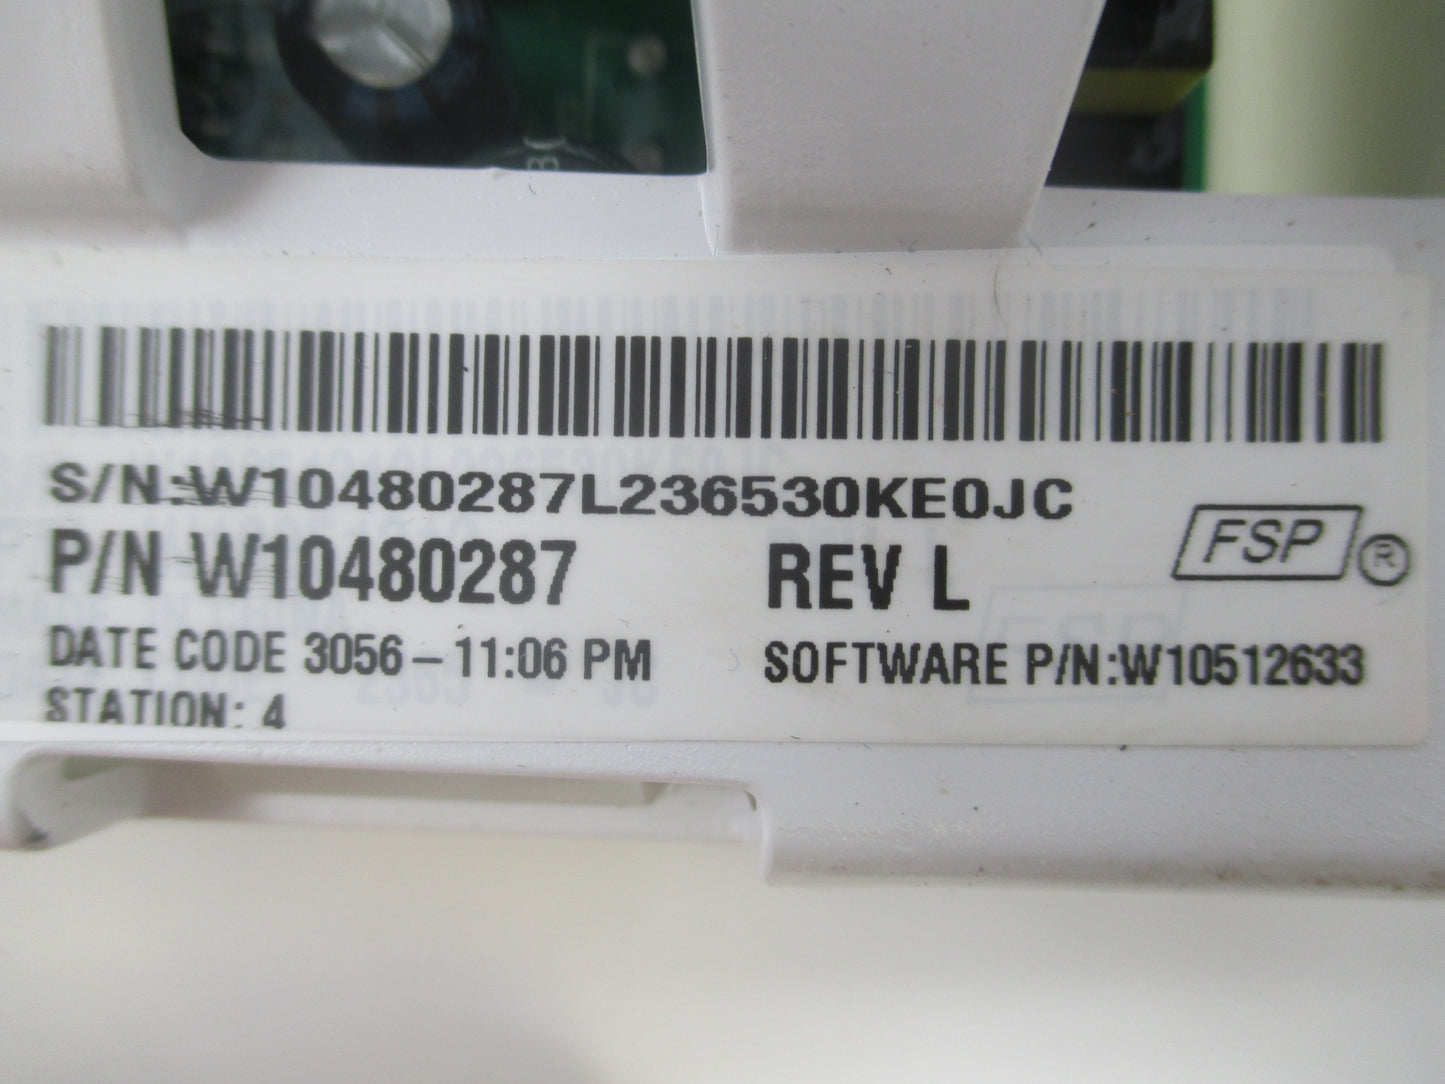 S/N:W10480287L236530KE0JC
P/N W10480287 REV L
FSP ®
DATE CODE 3056 – 11:06 PM SOFTWARE P/N:W10512633
STATION: 4